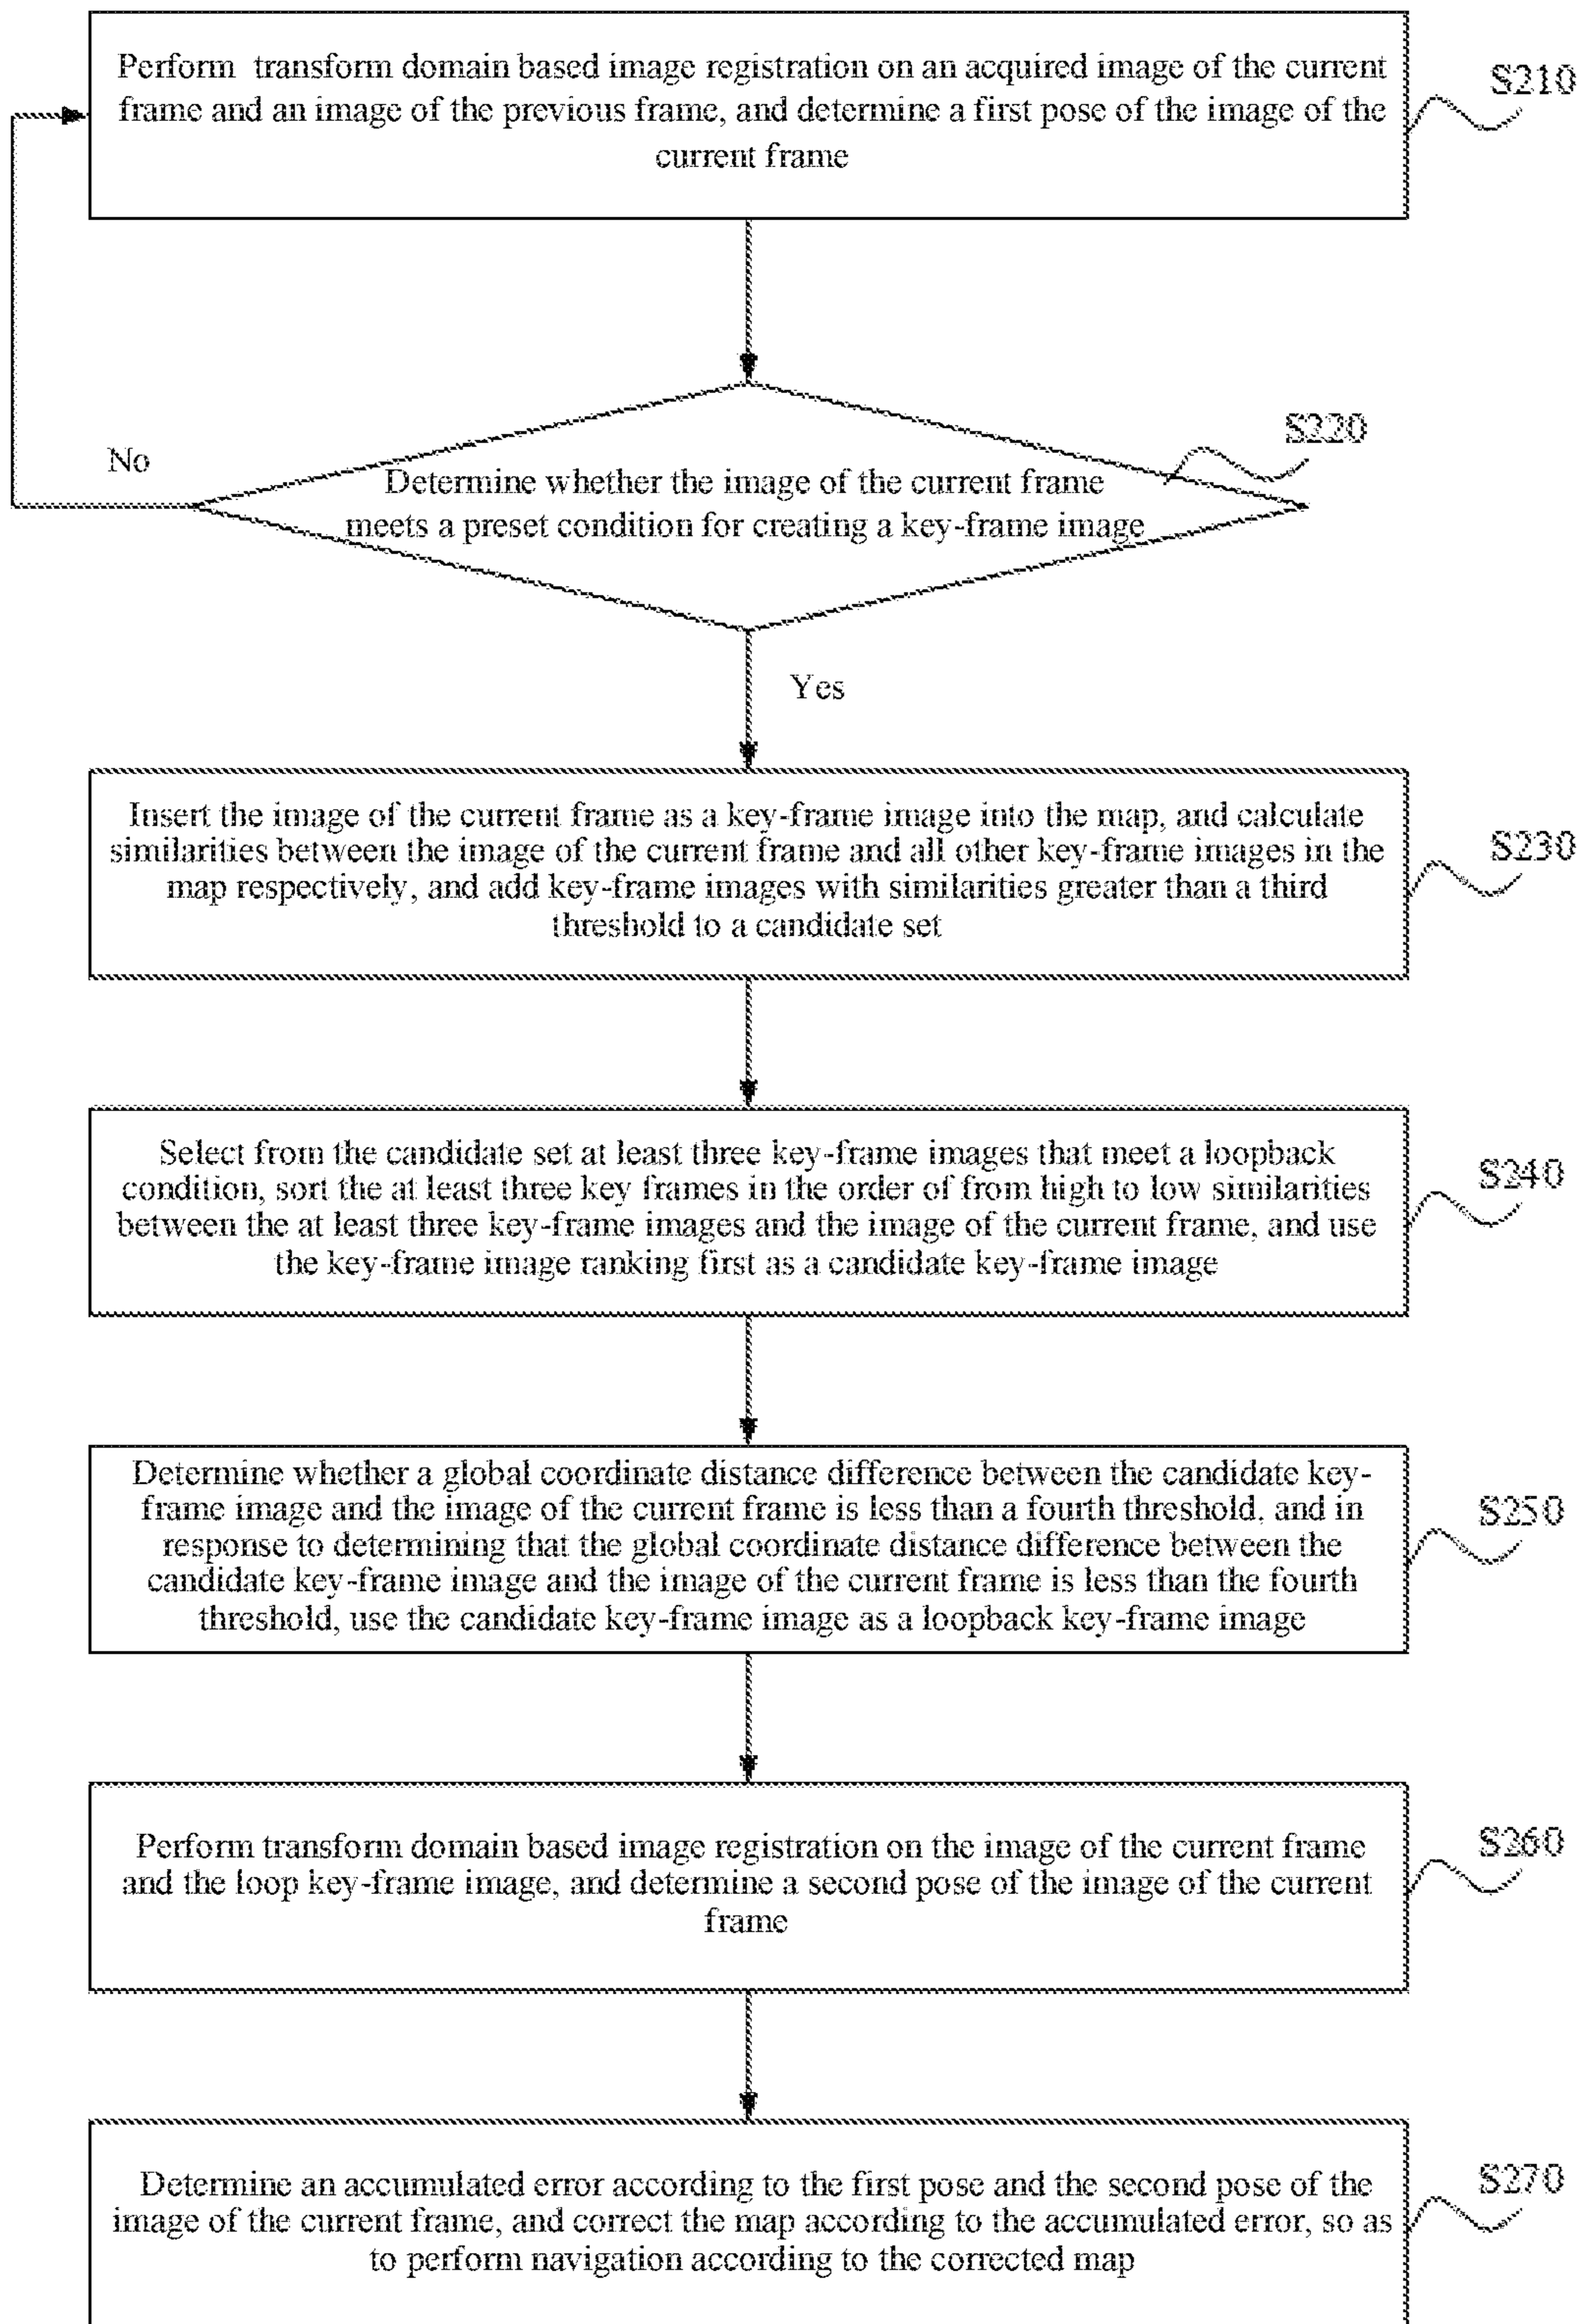 Perform transform domain based image registration on an acquired image of the current
frame and an image of the previous frame, and determine a first pose of the image of the
current frame
S210
No
S220
Determine whether the image of the current frame
meets a preset condition for creating a key-frame image
Yes
Insert the image of the current frame as a key-frame image into the map, and calculate
similarities between the image of the current frame and all other key-frame images in the
map respectively, and add key-frame images with similarities greater than a third
threshold to a candidate set
S230
Select from the candidate set at least three key-frame images that meet a loopback
condition, sort the at least three key frames in the order of from high to low similarities
between the at least three key-frame images and the image of the current frame, and use
the key-frame image ranking first as a candidate key-frame image
S240
Determine whether a global coordinate distance difference between the candidate key-
frame image and the image of the current frame is less than a fourth threshold, and in
response to determining that the global coordinate distance difference between the
candidate key-frame image and the image of the current frame is less than the fourth
threshold, use the candidate key-frame image as a loopback key-frame image
S250
Perform transform domain based image registration on the image of the current frame
and the loop key-frame image, and determine a second pose of the image of the current
frame
S260
Determine an accumulated error according to the first pose and the second pose of the
image of the current frame, and correct the map according to the accumulated error, so as
to perform navigation according to the corrected map
S270